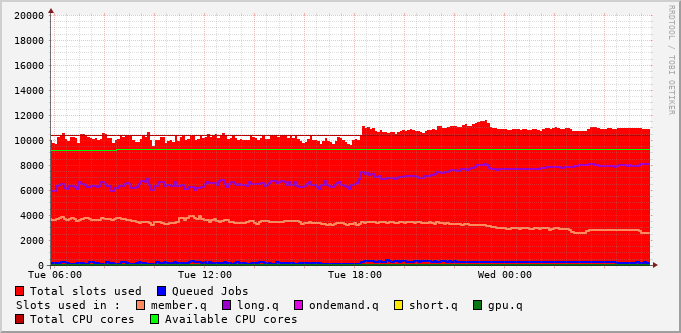 20000
18000
16000
14000
12000
10000
8000
6000
4000
2000
0
Tue 06:00 Tue 12:00 Tue 18:00 Wed 00:00
RRDTOOL / TOBI OETIKER
Total slots used Queued Jobs
Slots used in : member.q long.q ondemand.q short.q gpu.q
Total CPU cores Available CPU cores